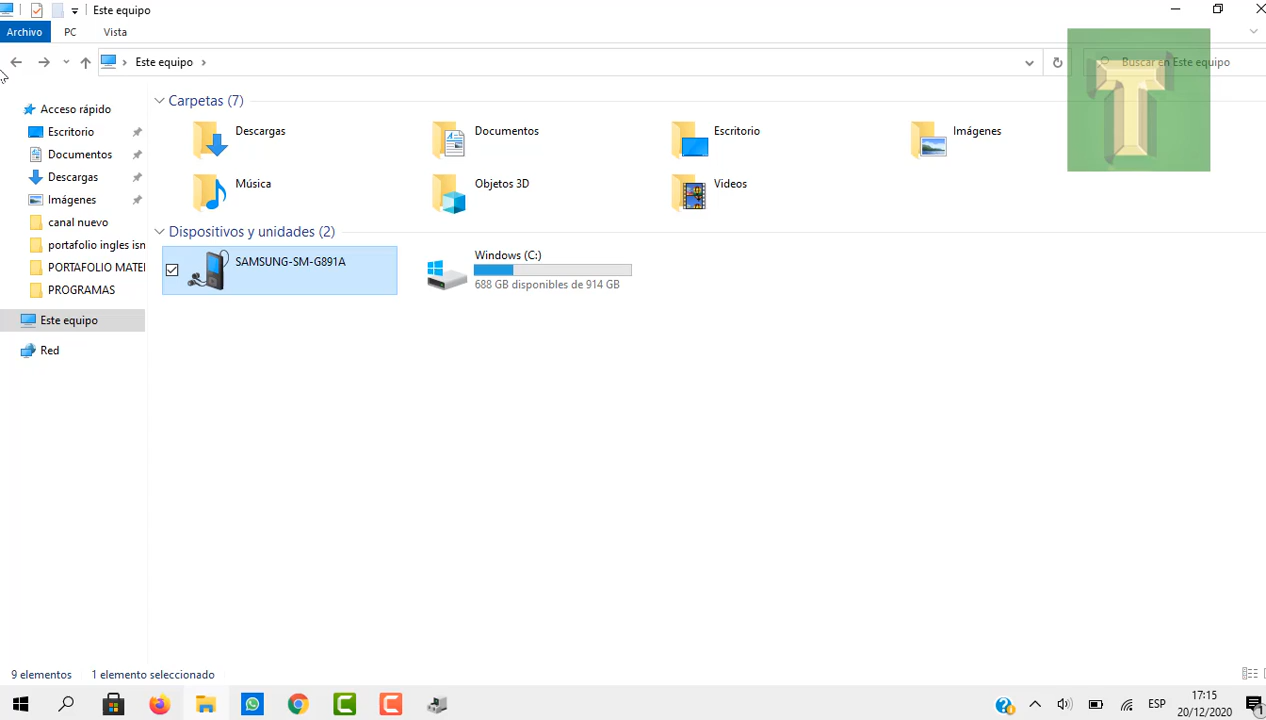 Este equipo
Archivo PC Vista
Este equipo
Buscar en Este equipo
T
Acceso rápido
Escritorio
Documentos
Descargas
Imágenes
canal nuevo
portafolio ingles isn
PORTAFOLIO MATE
PROGRAMAS
Este equipo
Red
Carpetas (7)
Descargas Documentos Escritorio Imágenes
Música Objetos 3D Videos
Dispositivos y unidades (2)
SAMSUNG-SM-G891A
Windows (C:)
688 GB disponibles de 914 GB
9 elementos 1 elemento seleccionado
ESP
17:15
20/12/2020
1